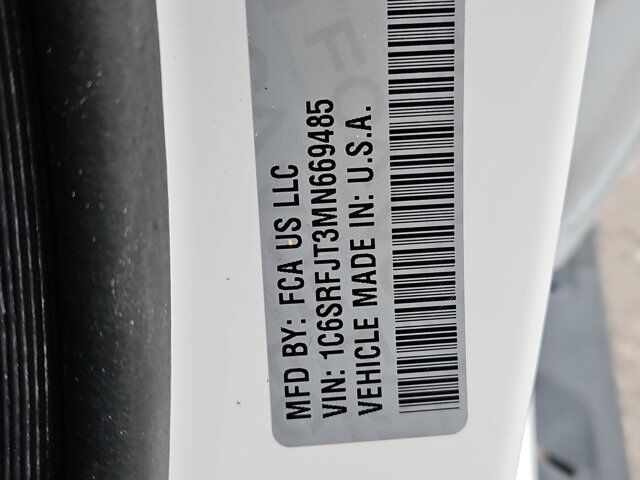 MFD BY: FCA US LLC
VIN: 1C6SRFJT3MN669485
VEHICLE MADE IN: U.S.A.